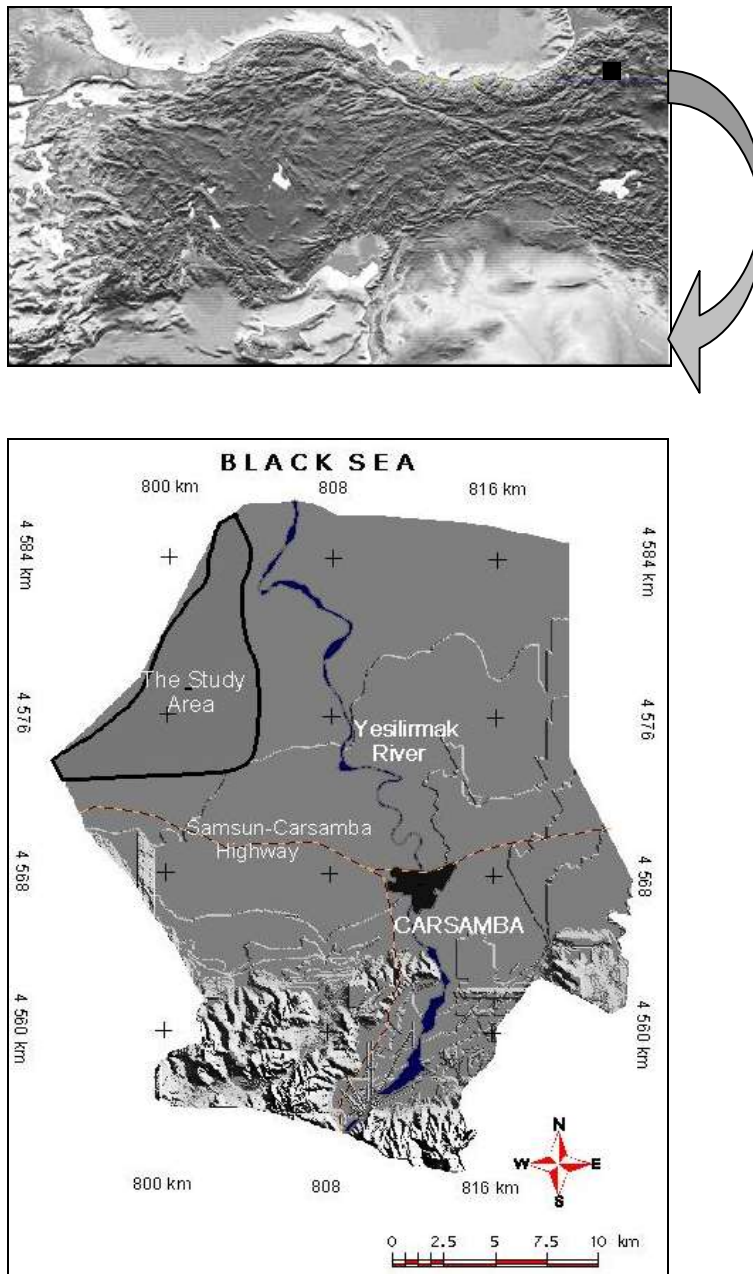 BLACK SEA
800 km 808 816 km
4 584 km 4 584 km
The Study
Area
4 576 4 576
Yesilirmak
River
Samsun-Carsamba
Highway
4 568 4 568
CARSAMBA
4 560 km 4 560 km
N
W E
S
800 km 808 816 km
0 2.5 5 7.5 10 km